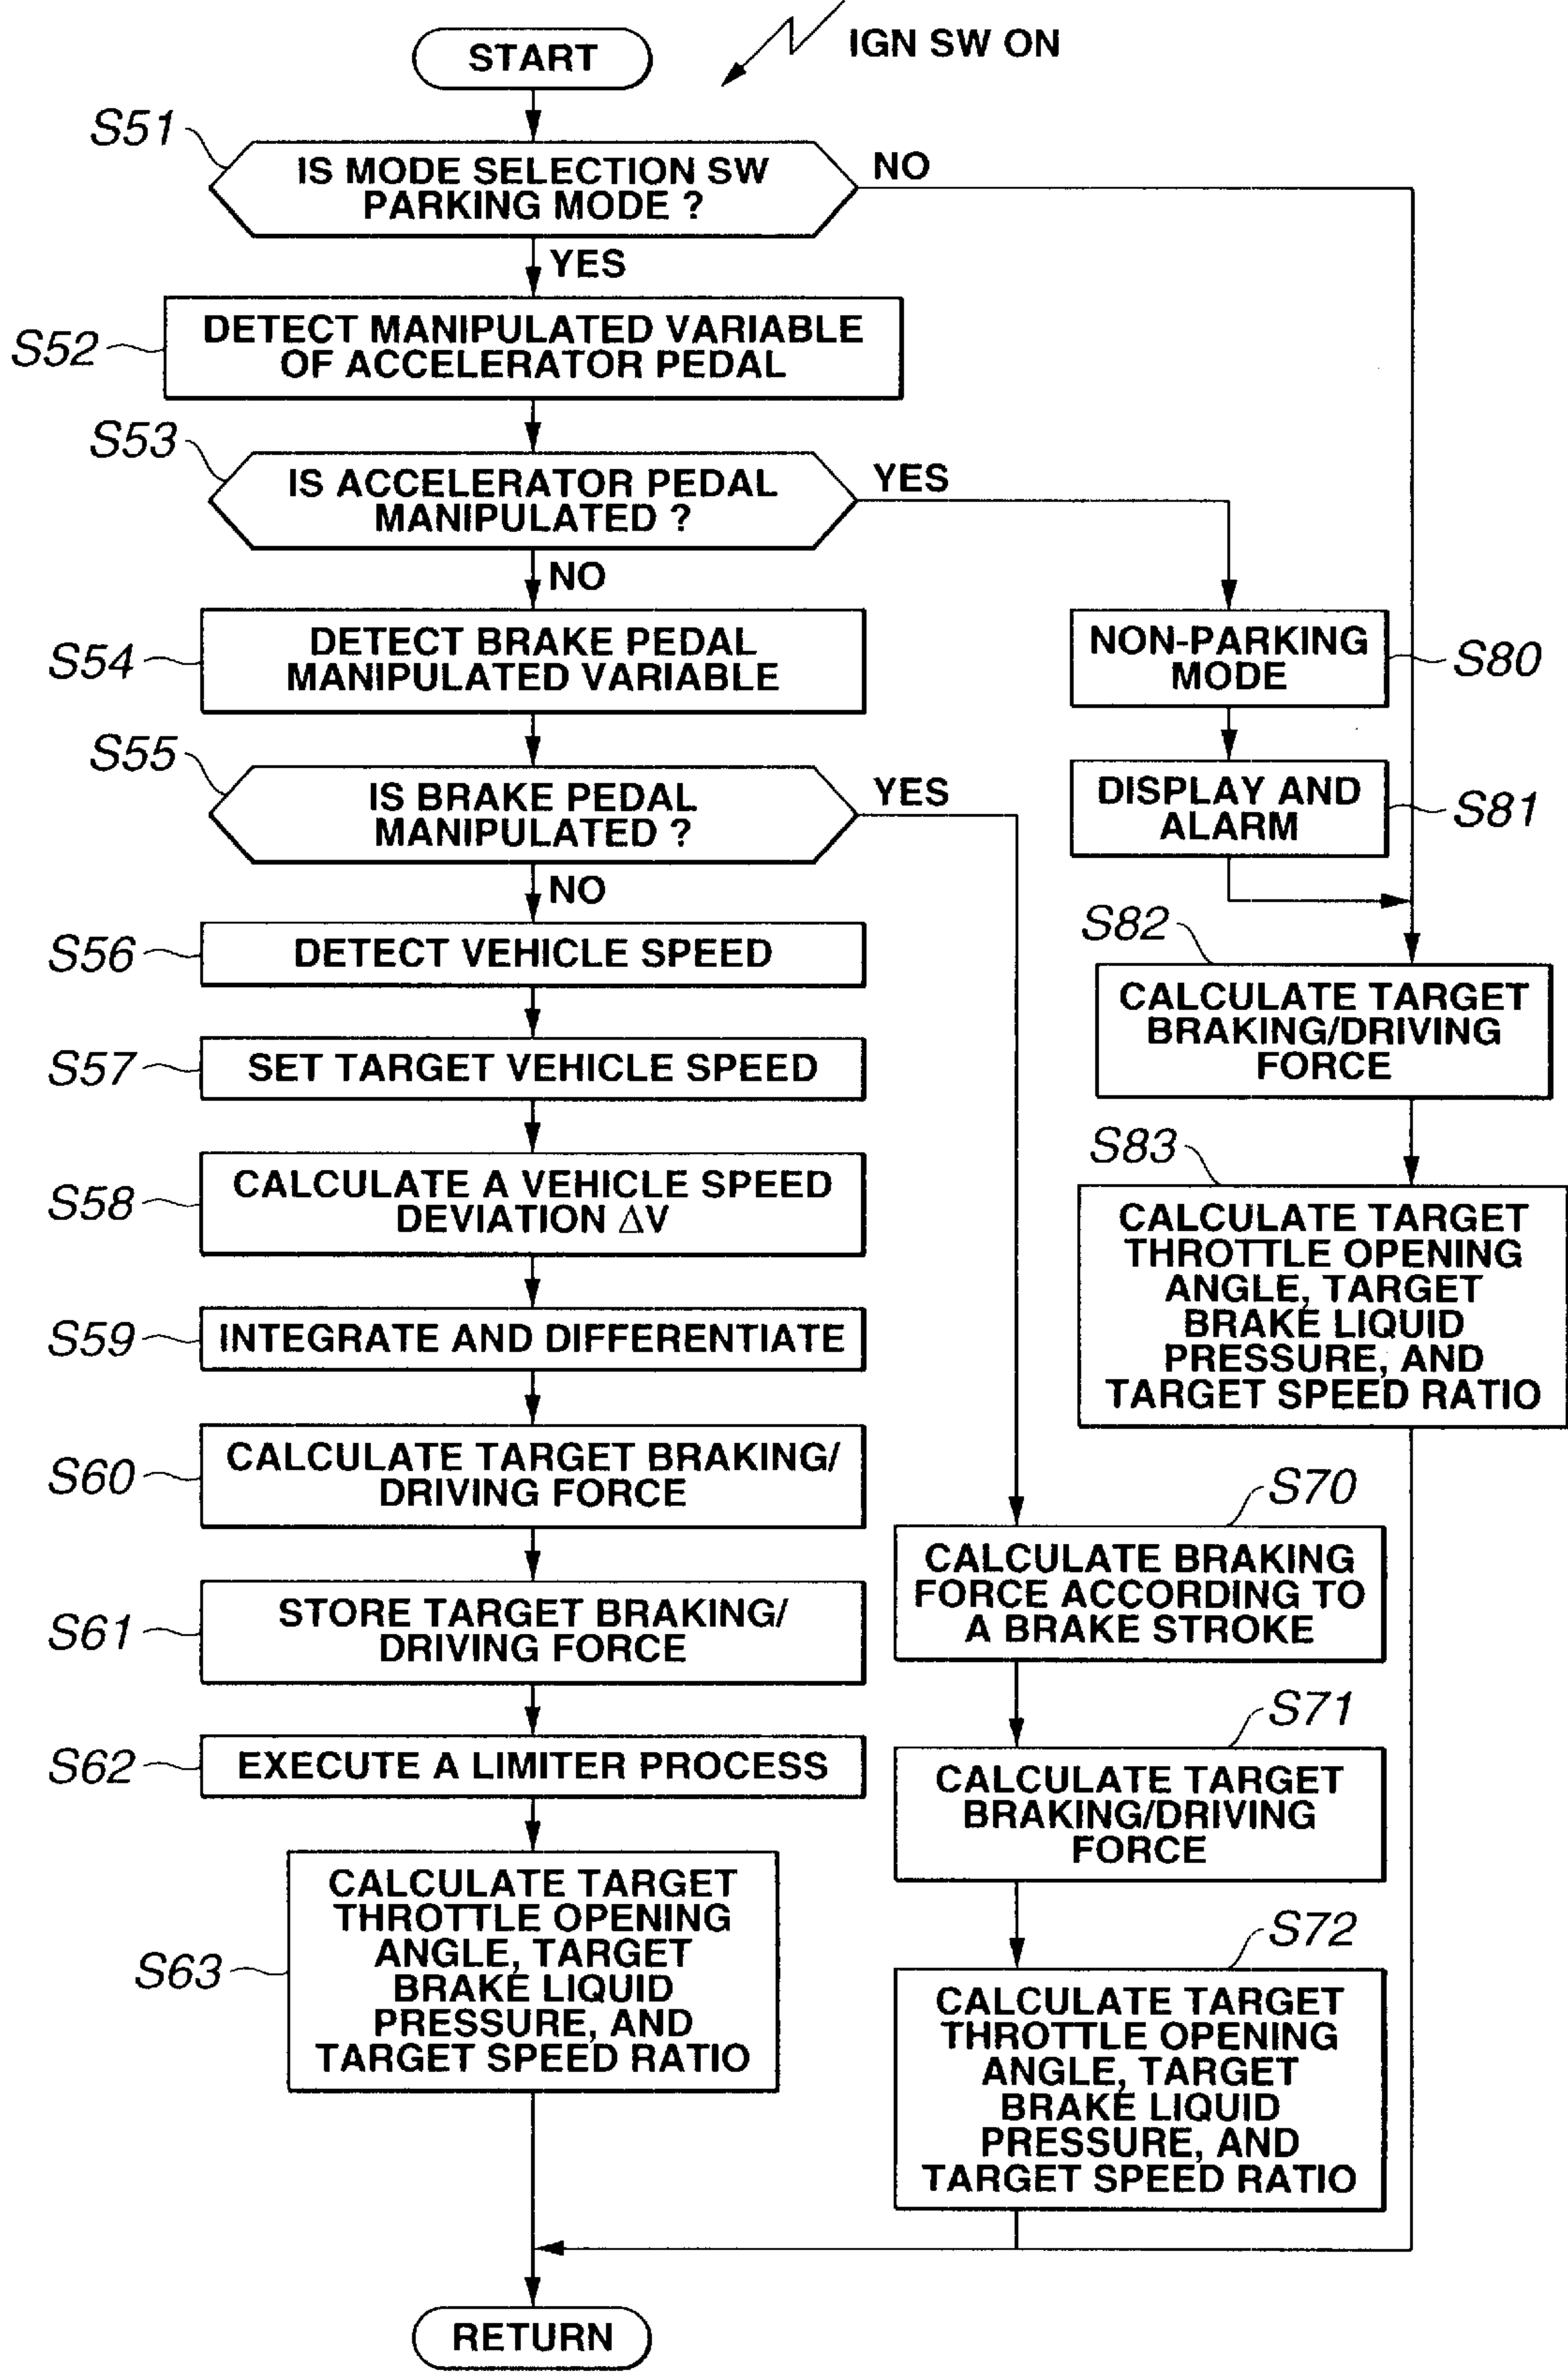 START
IGN SW ON
S51
IS MODE SELECTION SW
PARKING MODE ?
NO
YES
S52
DETECT MANIPULATED VARIABLE
OF ACCELERATOR PEDAL
S53
IS ACCELERATOR PEDAL
MANIPULATED ?
YES
NO
S54
DETECT BRAKE PEDAL
MANIPULATED VARIABLE
NON-PARKING
MODE
S80
S55
IS BRAKE PEDAL
MANIPULATED ?
YES
NO
DISPLAY AND
ALARM
S81
S56
DETECT VEHICLE SPEED
S82
CALCULATE TARGET
BRAKING/DRIVING
FORCE
S57
SET TARGET VEHICLE SPEED
S58
CALCULATE A VEHICLE SPEED
DEVIATION ΔV
S83
CALCULATE TARGET
THROTTLE OPENING
ANGLE, TARGET
BRAKE LIQUID
PRESSURE, AND
TARGET SPEED RATIO
S59
INTEGRATE AND DIFFERENTIATE
S60
CALCULATE TARGET BRAKING/
DRIVING FORCE
S70
CALCULATE BRAKING
FORCE ACCORDING TO
A BRAKE STROKE
S61
STORE TARGET BRAKING/
DRIVING FORCE
S71
CALCULATE TARGET
BRAKING/DRIVING
FORCE
S62
EXECUTE A LIMITER PROCESS
S63
CALCULATE TARGET
THROTTLE OPENING
ANGLE, TARGET
BRAKE LIQUID
PRESSURE, AND
TARGET SPEED RATIO
S72
CALCULATE TARGET
THROTTLE OPENING
ANGLE, TARGET
BRAKE LIQUID
PRESSURE, AND
TARGET SPEED RATIO
RETURN